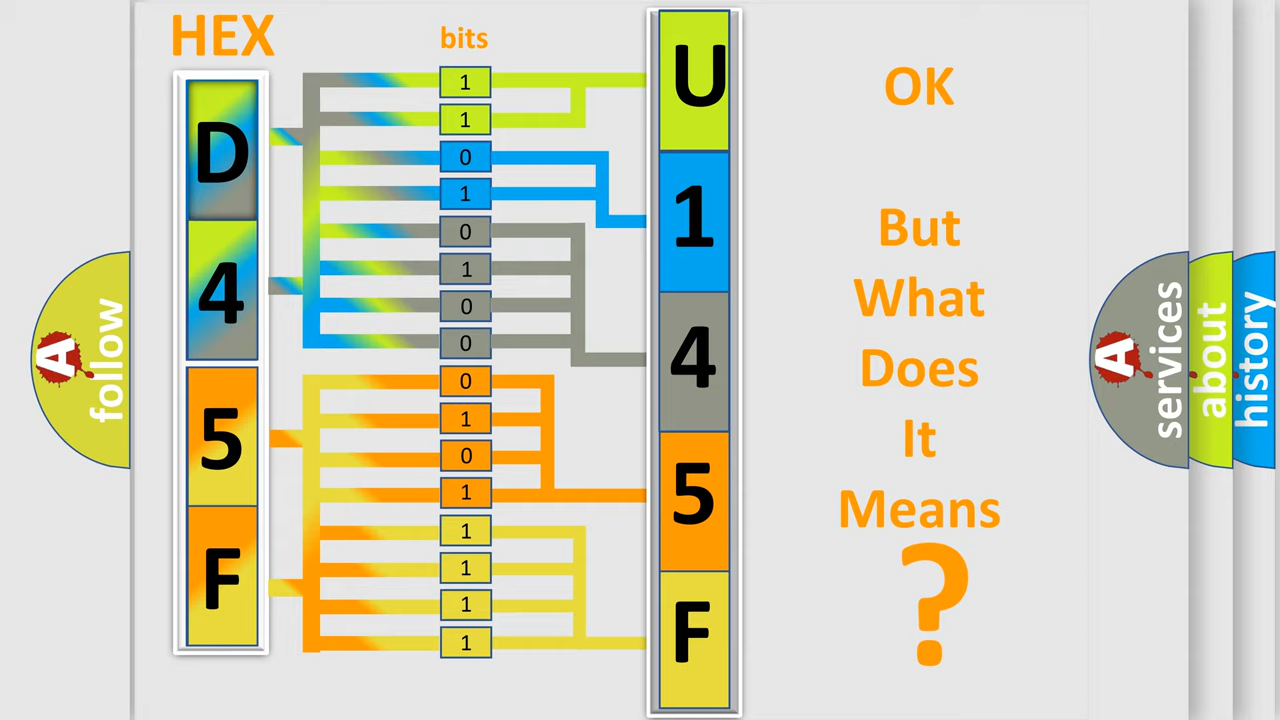 HEX
bits
D
4
5
F
1
1
0
1
0
1
0
0
0
1
0
1
1
1
1
1
U
1
4
5
F
OK
But
What
Does
It
Means
?
A
follow
A
services
about
history